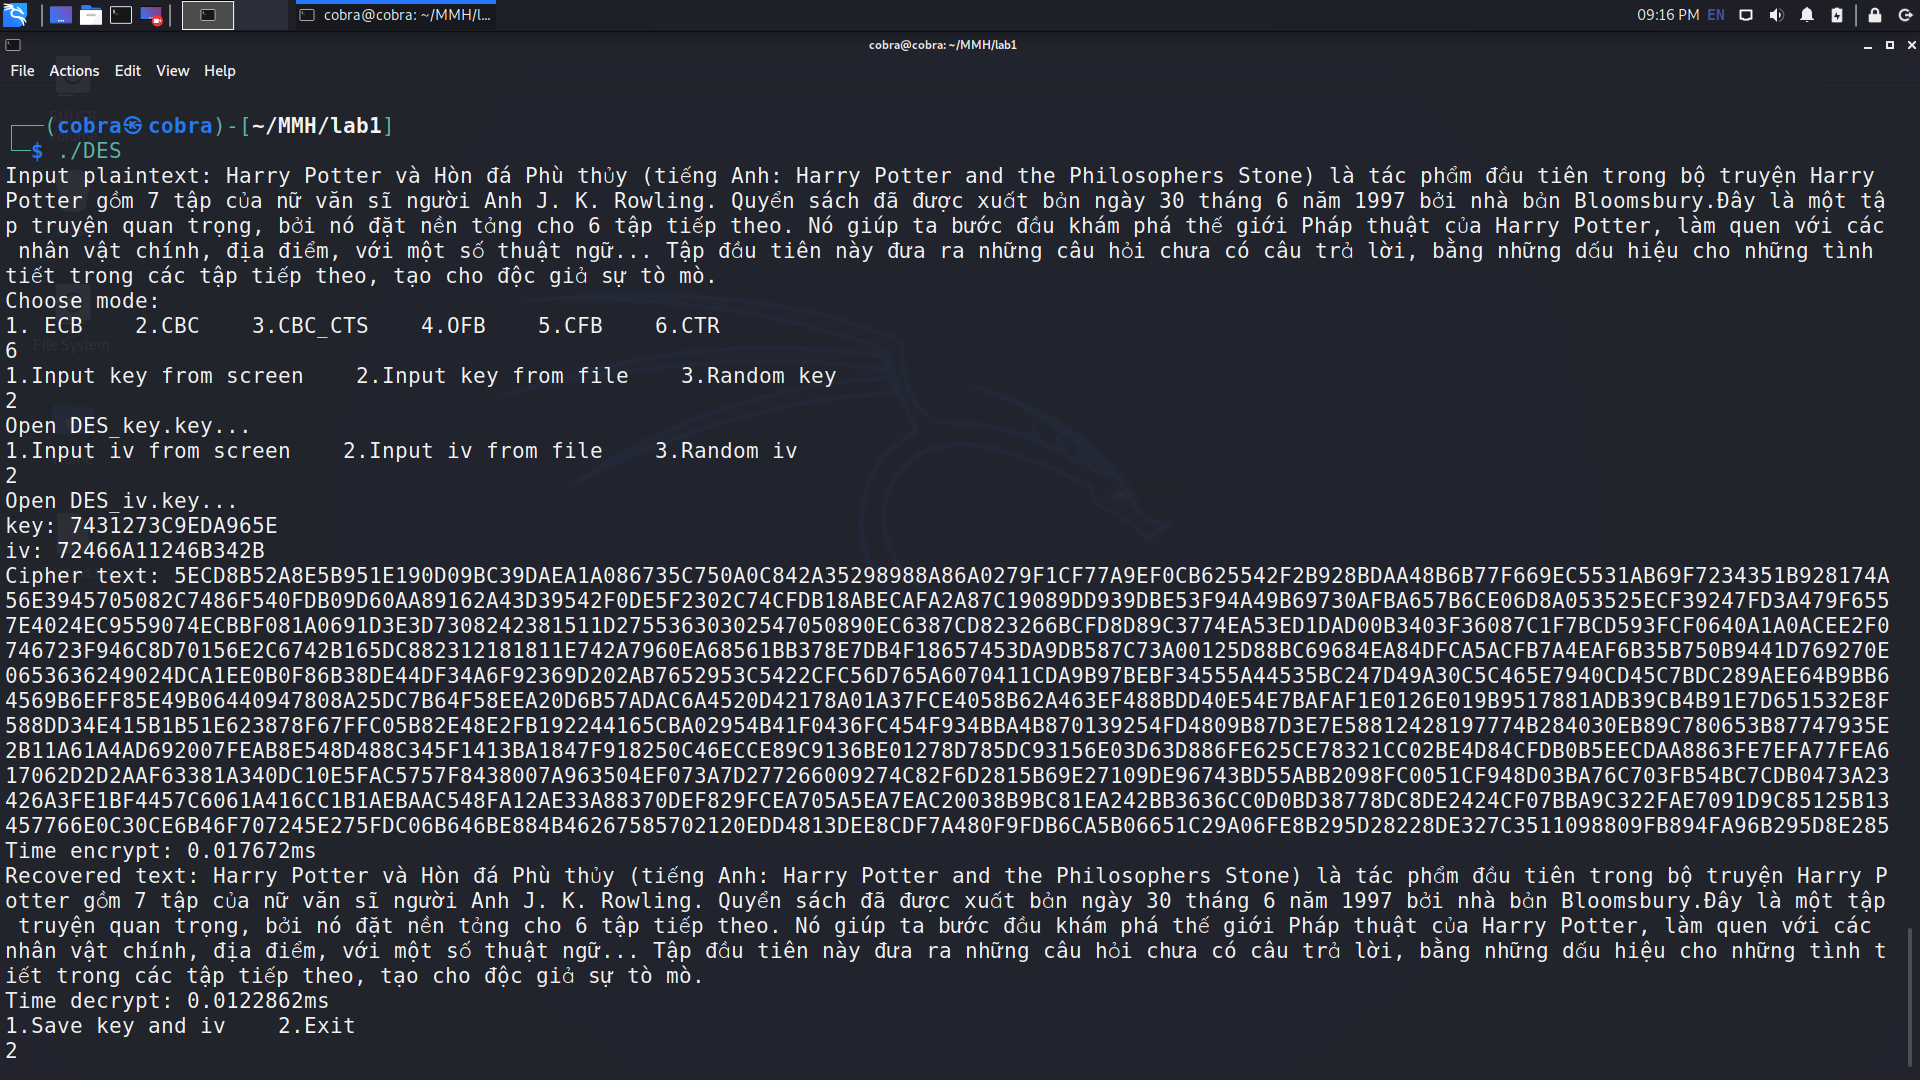 cobra@cobra: ~/MMH/l...
09:16 PM EN
cobra@cobra: ~/MMH/lab1
File Actions Edit View Help
(cobra㉿cobra)-[~/MMH/lab1]
$ ./DES
Input plaintext: Harry Potter và Hòn đá Phù thủy (tiếng Anh: Harry Potter and the Philosophers Stone) là tác phẩm đầu tiên trong bộ truyện Harry
Potter gồm 7 tập của nữ văn sĩ người Anh J. K. Rowling. Quyển sách đã được xuất bản ngày 30 tháng 6 năm 1997 bởi nhà bản Bloomsbury.Đây là một tậ
p truyện quan trọng, bởi nó đặt nền tảng cho 6 tập tiếp theo. Nó giúp ta bước đầu khám phá thế giới Pháp thuật của Harry Potter, làm quen với các
nhân vật chính, địa điểm, với một số thuật ngữ... Tập đầu tiên này đưa ra những câu hỏi chưa có câu trả lời, bằng những dấu hiệu cho những tình
tiết trong các tập tiếp theo, tạo cho độc giả sự tò mò.
Choose mode:
1. ECB    2.CBC    3.CBC_CTS    4.OFB    5.CFB    6.CTR
File System
6
1.Input key from screen    2.Input key from file    3.Random key
2
Open DES_key.key...
1.Input iv from screen    2.Input iv from file    3.Random iv
2
Open DES_iv.key...
key: 7431273C9EDA965E
iv: 72466A11246B342B
Cipher text: 5ECD8B52A8E5B951E190D09BC39DAEA1A086735C750A0C842A35298988A86A0279F1CF77A9EF0CB625542F2B928BDAA48B6B77F669EC5531AB69F7234351B928174A
56E3945705082C7486F540FDB09D60AA89162A43D39542F0DE5F2302C74CFDB18ABECAFA2A87C19089DD939DBE53F94A49B69730AFBA657B6CE06D8A053525ECF39247FD3A479F655
7E4024EC9559074ECBBF081A0691D3E3D7308242381511D27553630302547050890EC6387CD823266BCFD8D89C3774EA53ED1DAD00B3403F36087C1F7BCD593FCF0640A1A0ACEE2F0
746723F946C8D70156E2C6742B165DC882312181811E742A7960EA68561BB378E7DB4F18657453DA9DB587C73A00125D88BC69684EA84DFCA5ACFB7A4EAF6B35B750B9441D769270E
0653636249024DCA1EE0B0F86B38DE44DF34A6F92369D202AB7652953C5422CFC56D765A6070411CDA9B97BEBF34555A44535BC247D49A30C5C465E7940CD45C7BDC289AEE64B9BB6
4569B6EFF85E49B06440947808A25DC7B64F58EEA20D6B57ADAC6A4520D42178A01A37FCE4058B62A463EF488BDD40E54E7BAFAF1E0126E019B9517881ADB39CB4B91E7D651532E8F
588DD34E415B1B51E623878F67FFC05B82E48E2FB192244165CBA02954B41F0436FC454F934BBA4B870139254FD4809B87D3E7E58812428197774B284030EB89C780653B87747935E
2B11A61A4AD692007FEAB8E548D488C345F1413BA1847F918250C46ECCE89C9136BE01278D785DC93156E03D63D886FE625CE78321CC02BE4D84CFDB0B5EECDAA8863FE7EFA77FEA6
17062D2D2AAF63381A340DC10E5FAC5757F8438007A963504EF073A7D277266009274C82F6D2815B69E27109DE96743BD55ABB2098FC0051CF948D03BA76C703FB54BC7CDB0473A23
426A3FE1BF4457C6061A416CC1B1AEBAAC548FA12AE33A88370DEF829FCEA705A5EA7EAC20038B9BC81EA242BB3636CC0D0BD38778DC8DE2424CF07BBA9C322FAE7091D9C85125B13
457766E0C30CE6B46F707245E275FDC06B646BE884B46267585702120EDD4813DEE8CDF7A480F9FDB6CA5B06651C29A06FE8B295D28228DE327C3511098809FB894FA96B295D8E285
Time encrypt: 0.017672ms
Recovered text: Harry Potter và Hòn đá Phù thủy (tiếng Anh: Harry Potter and the Philosophers Stone) là tác phẩm đầu tiên trong bộ truyện Harry P
otter gồm 7 tập của nữ văn sĩ người Anh J. K. Rowling. Quyển sách đã được xuất bản ngày 30 tháng 6 năm 1997 bởi nhà bản Bloomsbury.Đây là một tập
truyện quan trọng, bởi nó đặt nền tảng cho 6 tập tiếp theo. Nó giúp ta bước đầu khám phá thế giới Pháp thuật của Harry Potter, làm quen với các
nhân vật chính, địa điểm, với một số thuật ngữ... Tập đầu tiên này đưa ra những câu hỏi chưa có câu trả lời, bằng những dấu hiệu cho những tình t
iết trong các tập tiếp theo, tạo cho độc giả sự tò mò.
Time decrypt: 0.0122862ms
1.Save key and iv    2.Exit
2